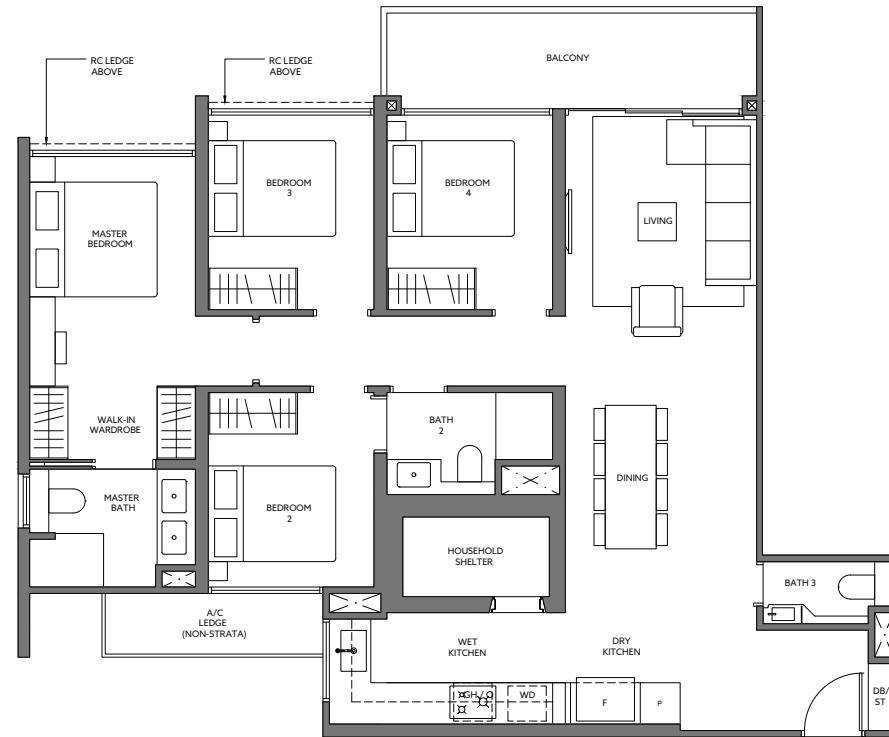 RC LEDGE
ABOVE
RC LEDGE
ABOVE
BALCONY
BEDROOM
3
BEDROOM
4
MASTER
BEDROOM
LIVING
WALK-IN
WARDROBE
BATH
2
DINING
MASTER
BATH
BEDROOM
2
HOUSEHOLD
SHELTER
BATH 3
A/C
LEDGE
(NON-STRATA)
WET
KITCHEN
DRY
KITCHEN
WD
F
P
DB/
ST